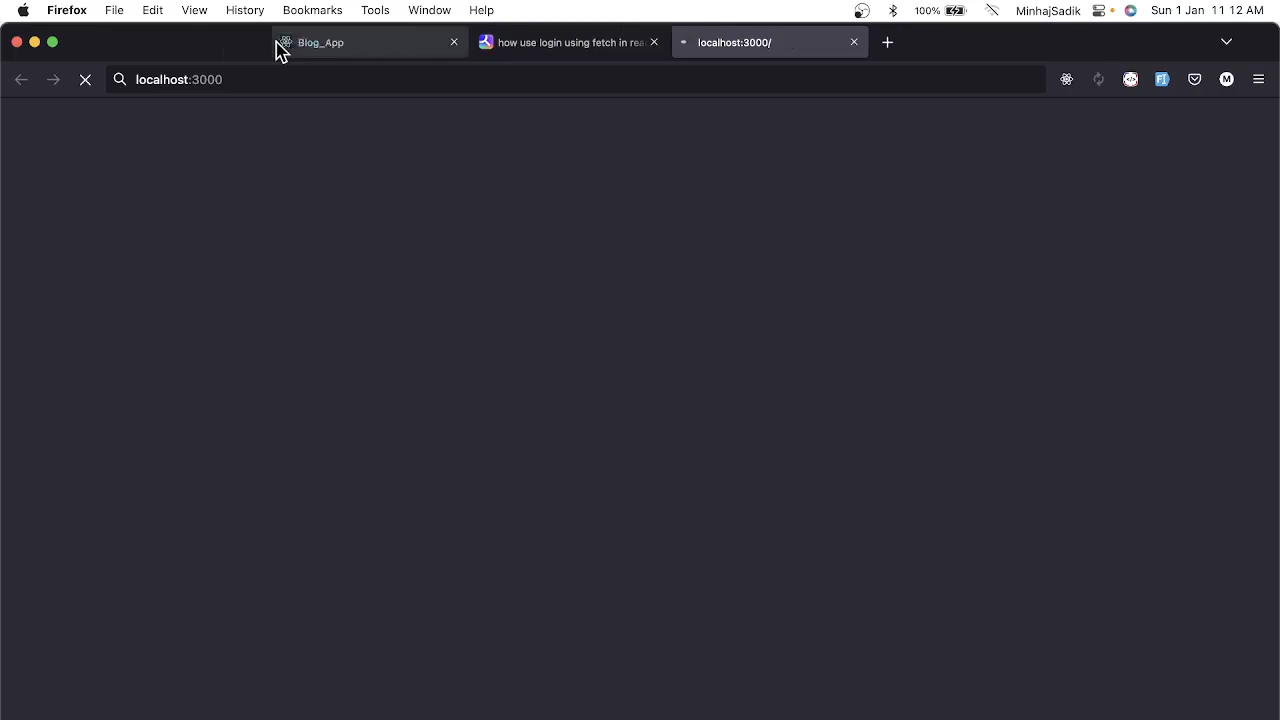 Firefox File Edit View History Bookmarks Tools Window Help 100% MinhajSadik Sun 1 Jan 11 12 AM
Blog_App how use login using fetch in rea localhost:3000/
localhost:3000 M